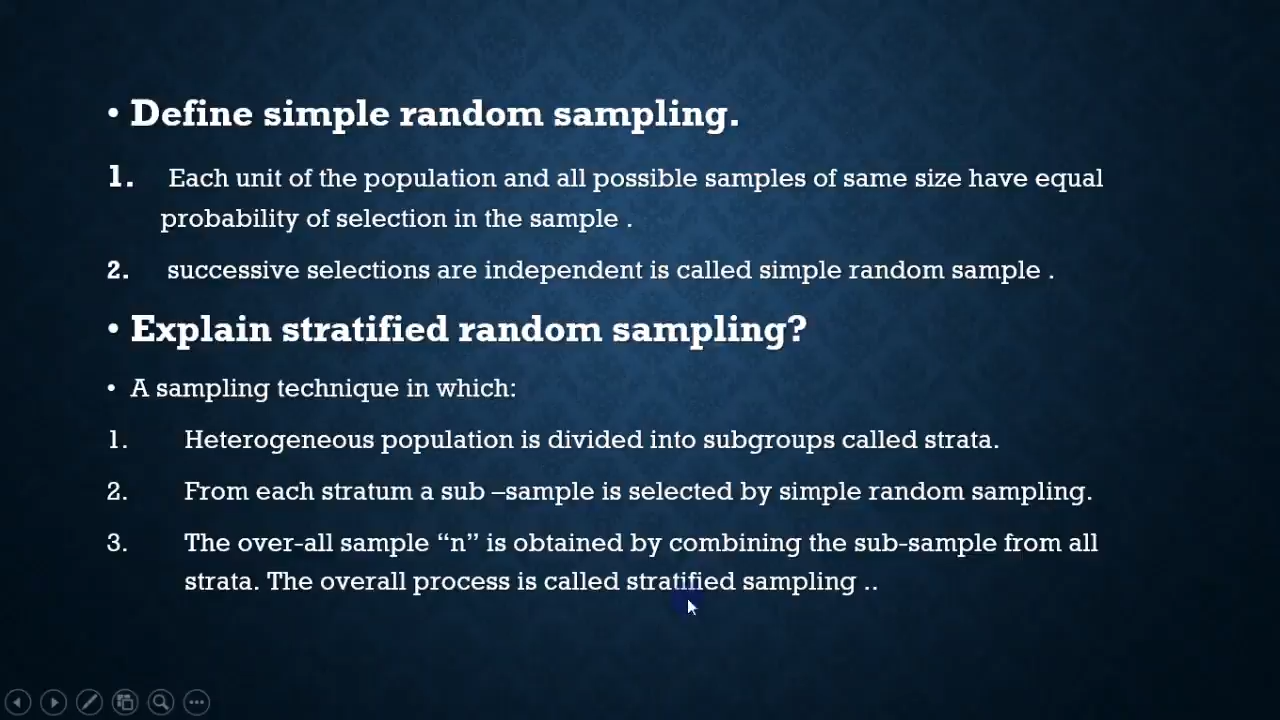 • Define simple random sampling.
1. Each unit of the population and all possible samples of same size have equal
probability of selection in the sample .
2. successive selections are independent is called simple random sample .
• Explain stratified random sampling?
• A sampling technique in which:
1. Heterogeneous population is divided into subgroups called strata.
2. From each stratum a sub –sample is selected by simple random sampling.
3. The over-all sample “n” is obtained by combining the sub-sample from all
strata. The overall process is called stratified sampling ..